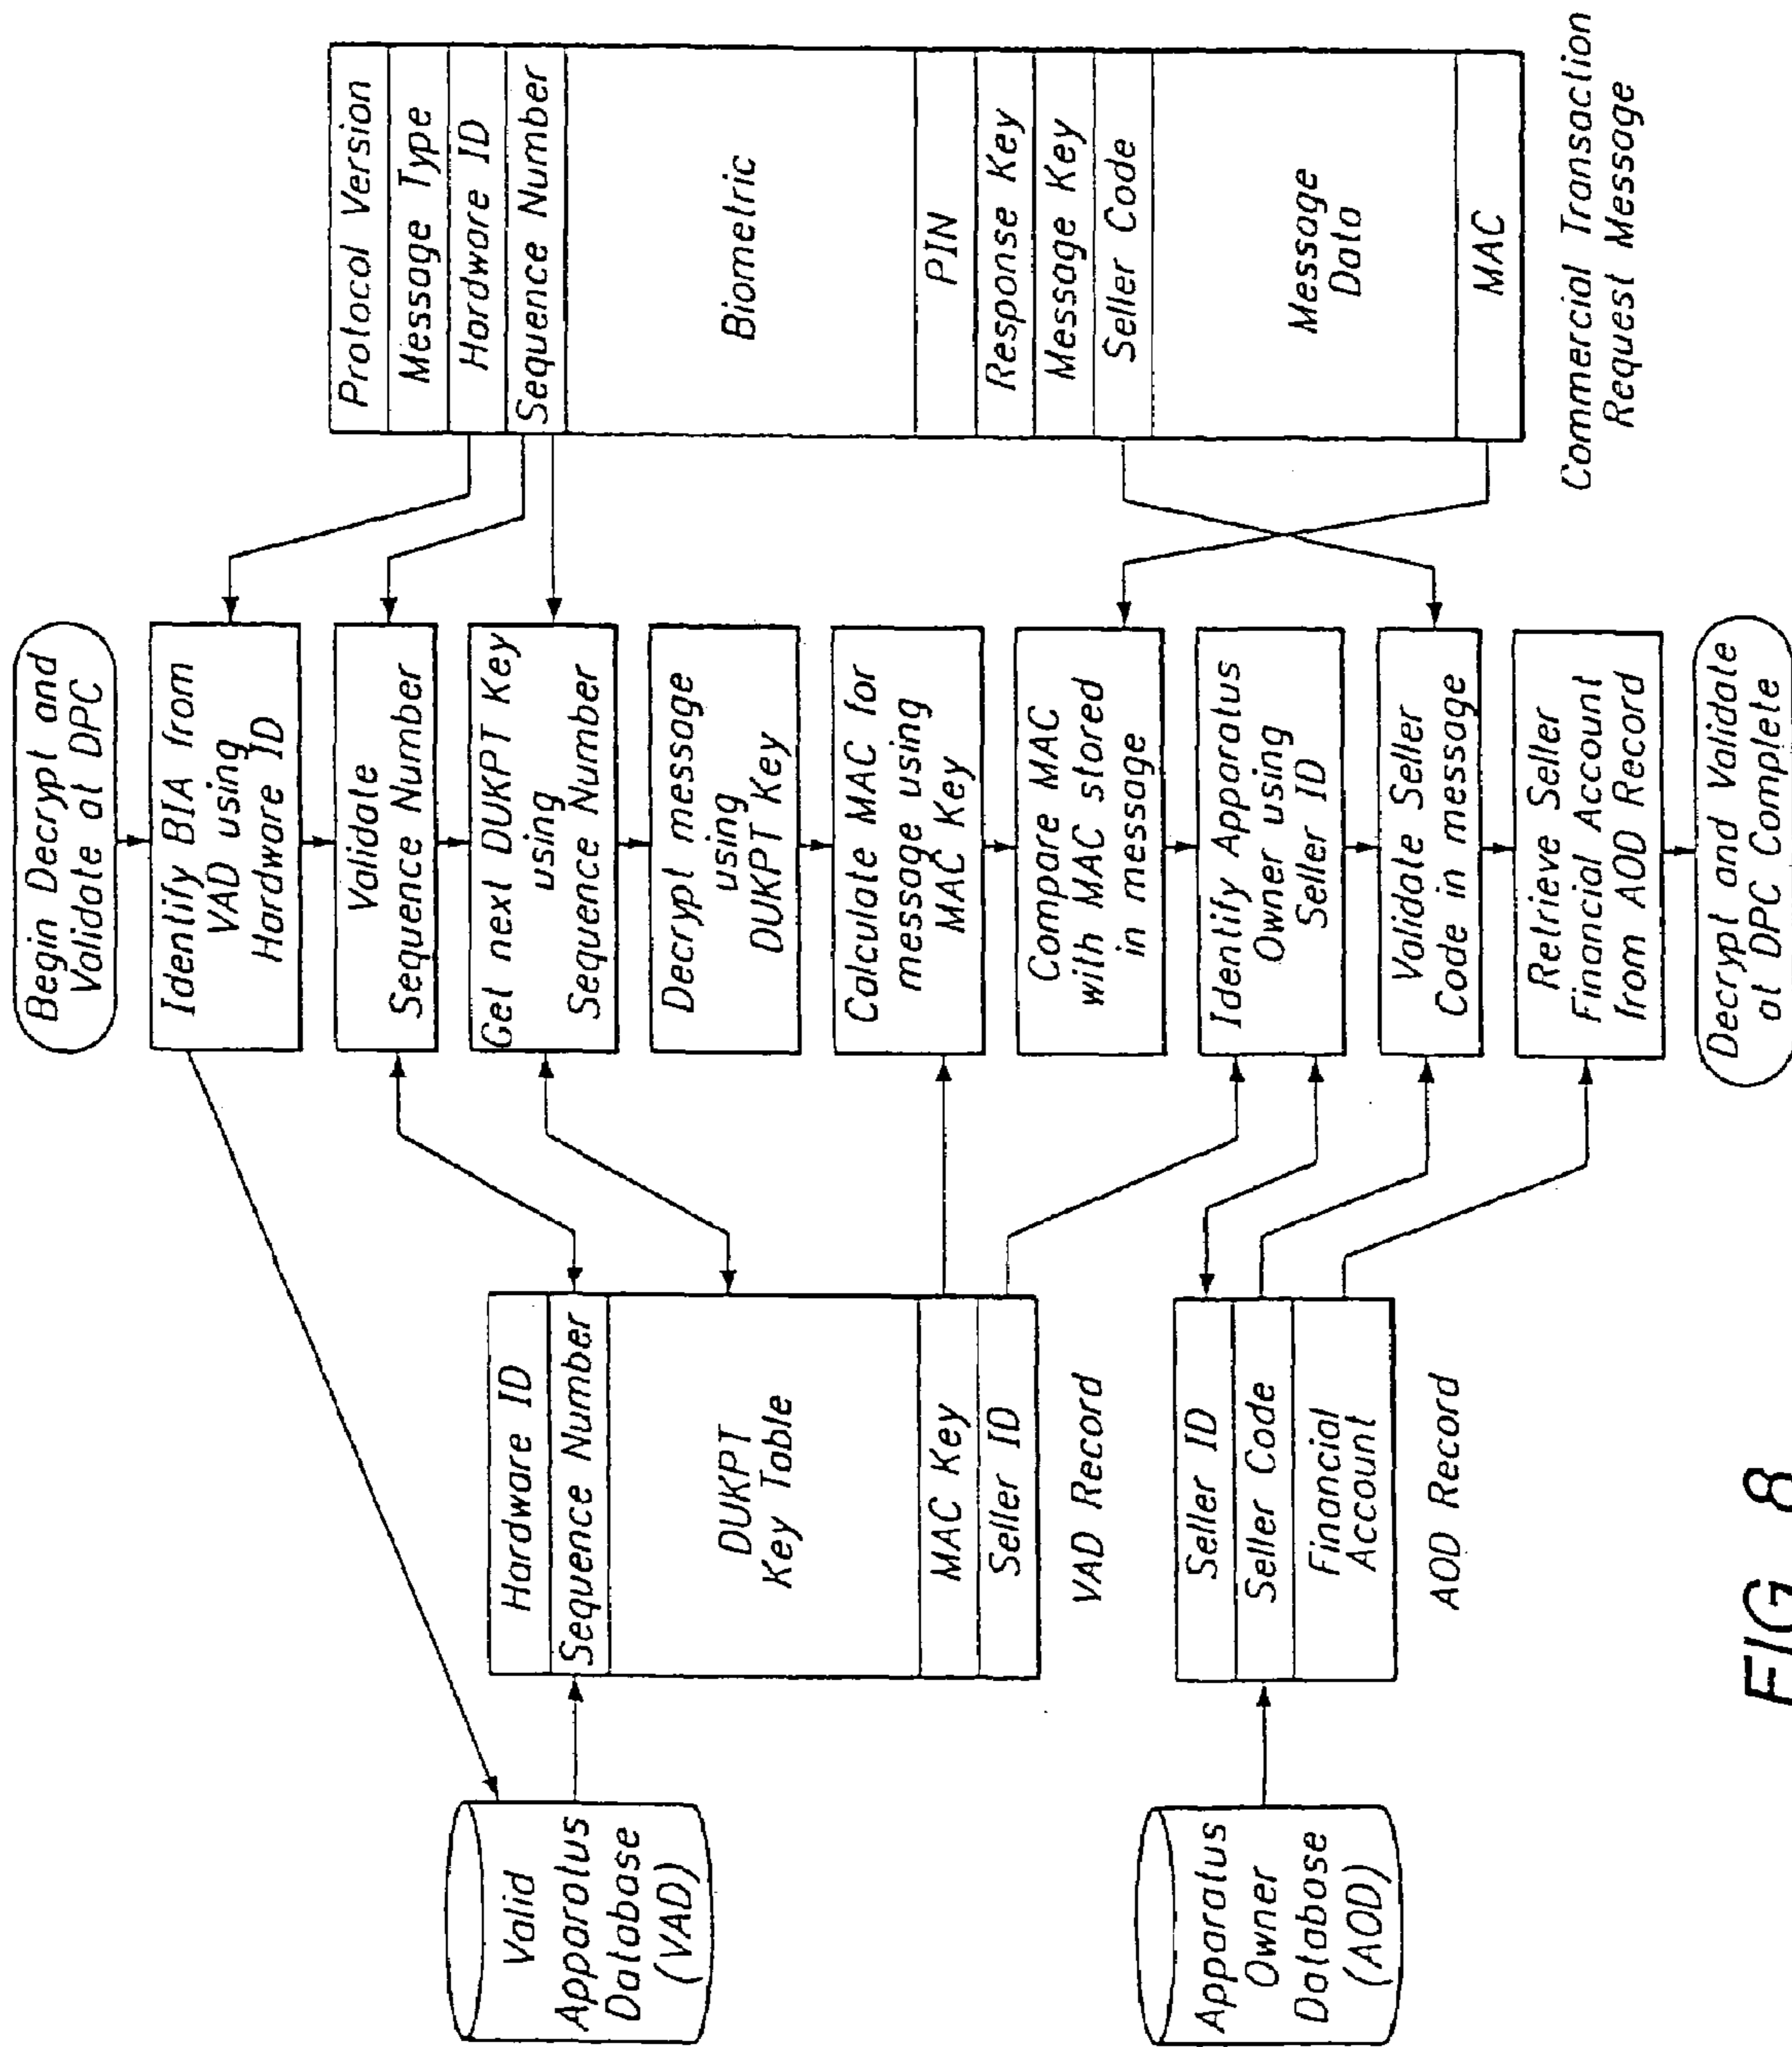 Begin Decrypt and
Validate at DPC
Identify BIA from
VAD using
Hardware ID
Validate
Sequence Number
Get next DUKPT Key
using
Sequence Number
Decrypt message
using
DUKPT Key
Calculate MAC for
message using
MAC Key
Compare MAC
with MAC stored
in message
Identify Apparatus
Owner using
Seller ID
Validate Seller
Code in message
Retrieve Seller
Financial Account
from AOD Record
Decrypt and Validate
at DPC Complete
Valid
Apparatus
Database
(VAD)
Hardware ID
Sequence Number
DUKPT
Key Table
MAC Key
Seller ID
VAD Record
Apparatus
Owner
Database
(AOD)
Seller ID
Seller Code
Financial
Account
AOD Record
Protocol Version
Message Type
Hardware ID
Sequence Number
Biometric
PIN
Response Key
Message Key
Seller Code
Message
Data
MAC
Commercial Transaction
Request Message
FIG. 8